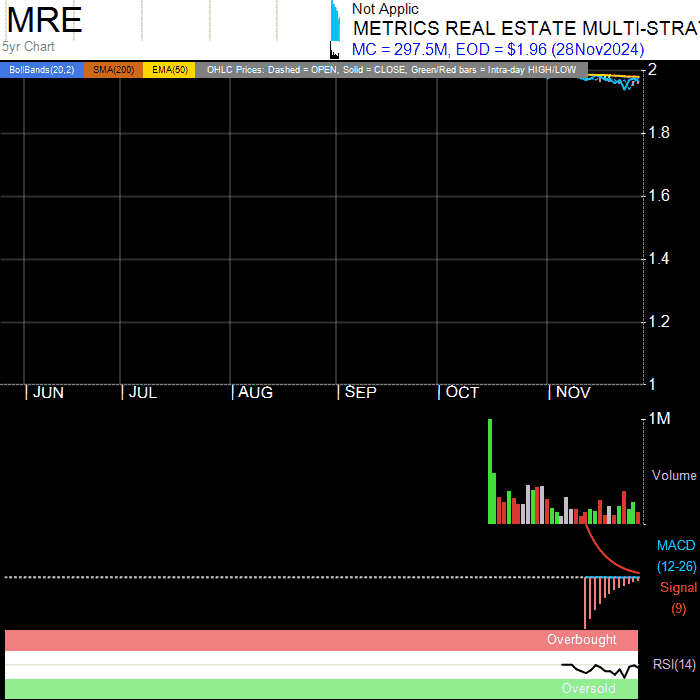 MRE
5yr Chart
Not Applic
METRICS REAL ESTATE MULTI-STRA
MC = 297.5M, EOD = $1.96 (28Nov2024)
BollBands(20,2) SMA(200) EMA(50) OHLC Prices: Dashed = OPEN, Solid = CLOSE, Green/Red bars = Intra-day HIGH/LOW
2
1.8
1.6
1.4
1.2
1
JUN JUL AUG SEP OCT NOV
1M
Volume
MACD
(12-26)
Signal
(9)
Overbought
RSI(14)
Oversold